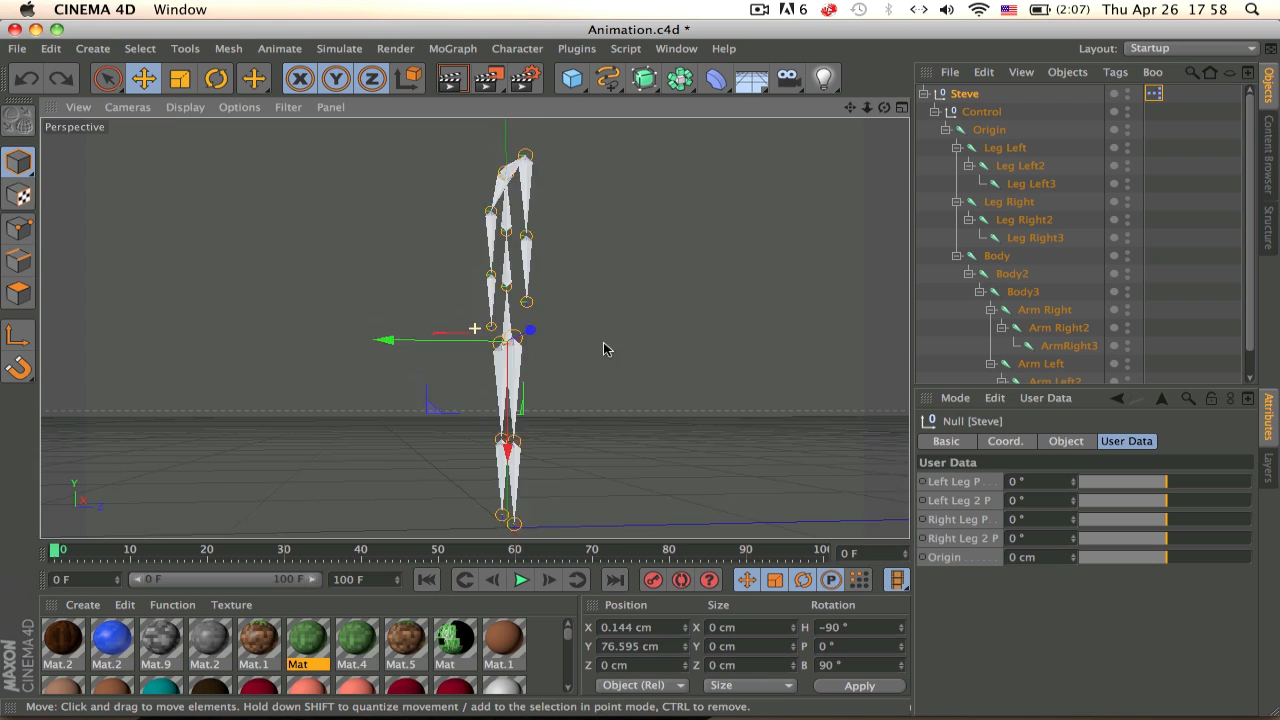 CINEMA 4D Window
6 (2:07) Thu Apr 26 17 58
Animation.c4d *
File Edit Create Select Tools Mesh Animate Simulate Render MoGraph Character Plugins Script Window Help Layout: Startup
X Y Z
View Cameras Display Options Filter Panel
Perspective
Y X Z
0 10 20 30 40 50 60 70 80 90 10 0 F
0 F 0 F 100 F 100 F
P
Create Edit Function Texture
Mat.2 Mat.2 Mat.9 Mat.2 Mat.1 Mat Mat.4 Mat.5 Mat Mat.1
MAXON CINEMA 4D
Position Size Rotation
X 0.144 cm X 0 cm H -90 °
Y 76.595 cm Y 0 cm P 0 °
Z 0 cm Z 0 cm B 90 °
Object (Rel) Size Apply
Move: Click and drag to move elements. Hold down SHIFT to quantize movement / add to the selection in point mode, CTRL to remove.
File Edit View Objects Tags Boo
Steve
Control
Origin
Leg Left
Leg Left2
Leg Left3
Leg Right
Leg Right2
Leg Right3
Body
Body2
Body3
Arm Right
Arm Right2
ArmRight3
Arm Left
Arm Left2
Objects
Content Browser
Structure
Mode Edit User Data
Null [Steve]
Basic Coord. Object User Data
User Data
Left Leg P . . . 0 °
Left Leg 2 P 0 °
Right Leg P . . 0 °
Right Leg 2 P 0 °
Origin . . . . . . . 0 cm
Attributes
Layers